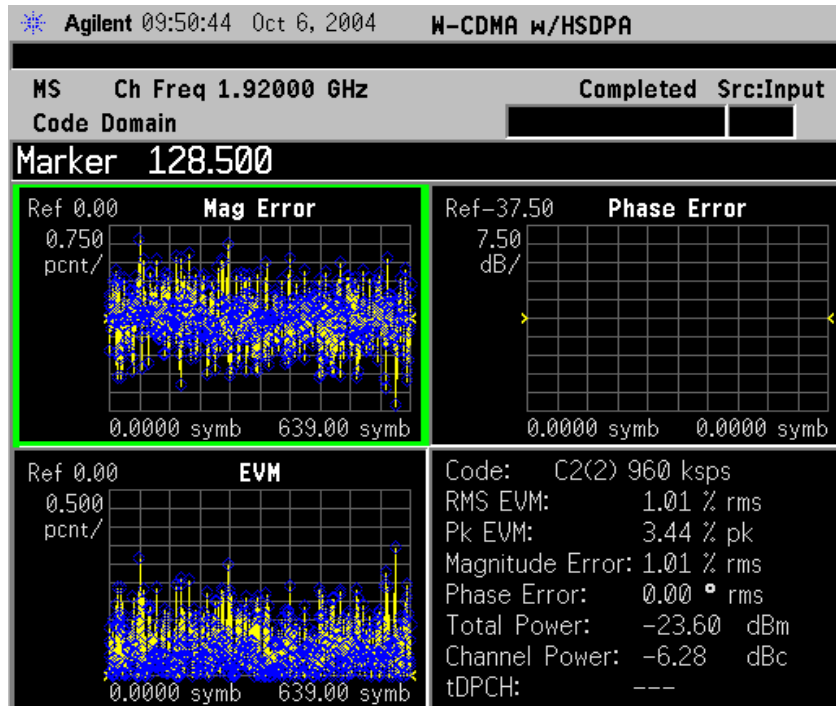 Agilent 09:50:44 Oct 6, 2004 W-CDMA w/HSDPA
MS Ch Freq 1.92000 GHz Completed Src:Input
Code Domain
Marker 128.500
Ref 0.00 Mag Error
0.750
pcnt/
0.0000 symb 639.00 symb
Ref-37.50 Phase Error
7.50
dB/
0.0000 symb 0.0000 symb
Ref 0.00 EVM
0.500
pcnt/
0.0000 symb 639.00 symb
Code: C2(2) 960 ksps
RMS EVM: 1.01 % rms
Pk EVM: 3.44 % pk
Magnitude Error: 1.01 % rms
Phase Error: 0.00 ° rms
Total Power: -23.60 dBm
Channel Power: -6.28 dBc
tDPCH: ---